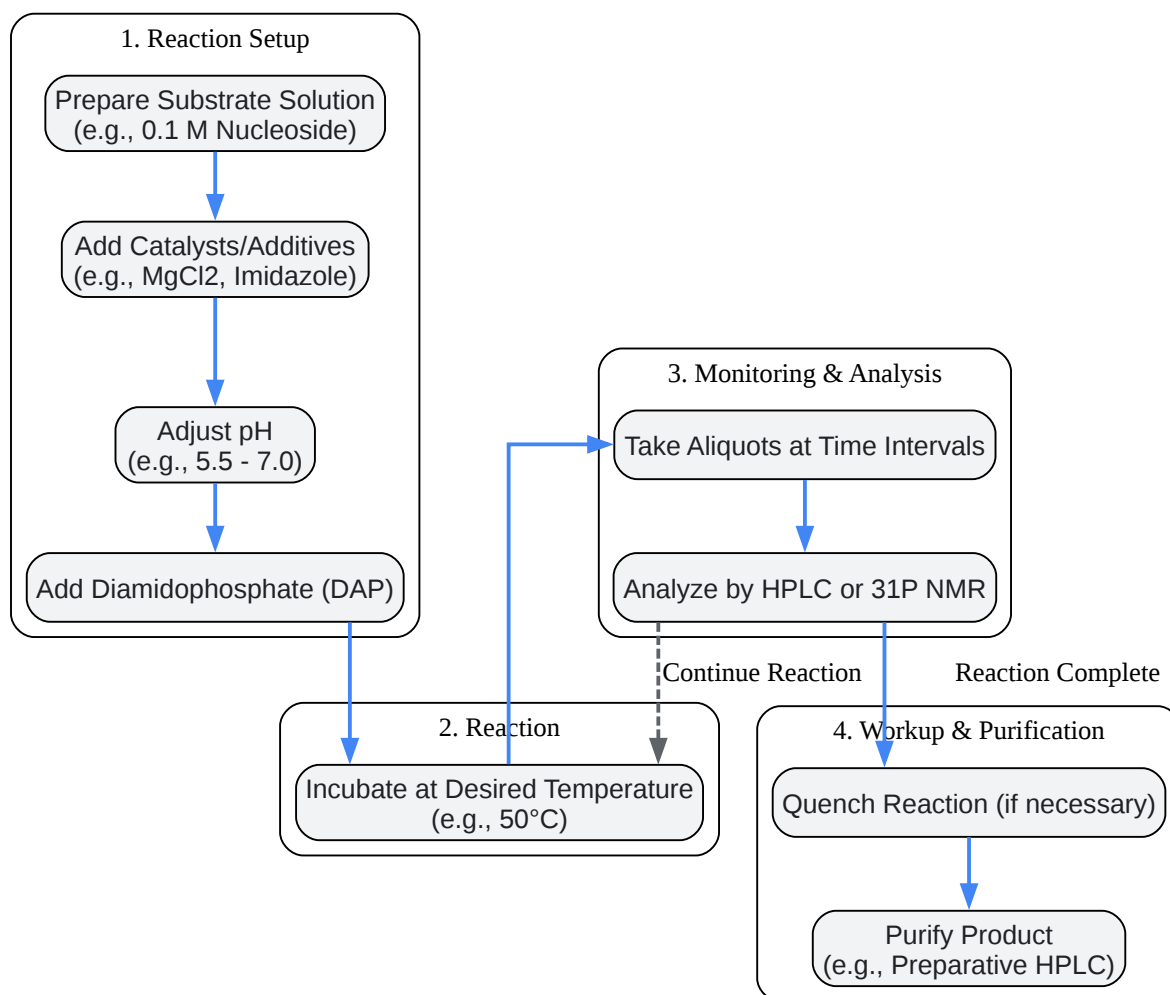 1. Reaction Setup
Prepare Substrate Solution
(e.g., 0.1 M Nucleoside)
Add Catalysts/Additives
(e.g., MgCl2, Imidazole)
Adjust pH
(e.g., 5.5 - 7.0)
Add Diamidophosphate (DAP)
2. Reaction
Incubate at Desired Temperature
(e.g., 50°C)
3. Monitoring & Analysis
Take Aliquots at Time Intervals
Analyze by HPLC or 31P NMR
Continue Reaction
Reaction Complete
4. Workup & Purification
Quench Reaction (if necessary)
Purify Product
(e.g., Preparative HPLC)